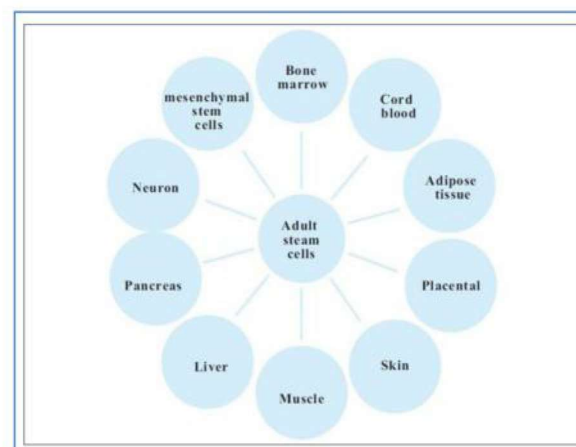 Bone
marrow
Cord
blood
Adipose
tissue
Placental
Skin
Muscle
Liver
Pancreas
Neuron
mesenchymal
stem
cells
Adult
steam
cells